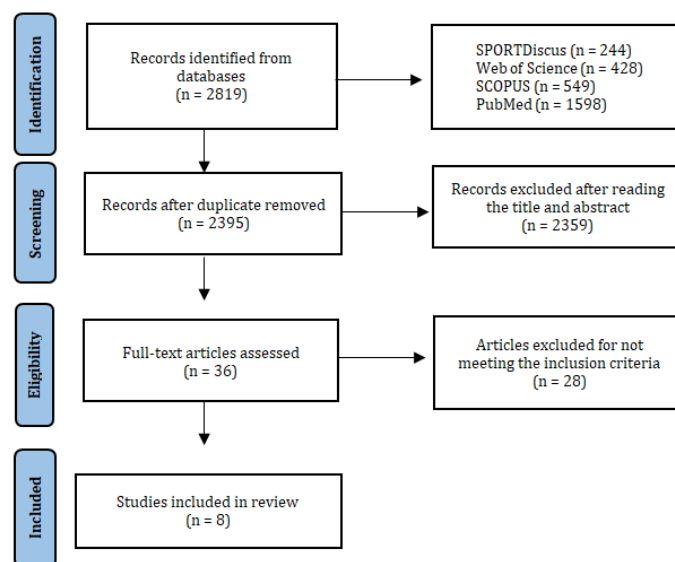 Identification
Records identified from
databases
(n = 2819)
SPORTDiscus (n = 244)
Web of Science (n = 428)
SCOPUS (n = 549)
PubMed (n = 1598)
Screening
Records after duplicate removed
(n = 2395)
Records excluded after reading
the title and abstract
(n = 2359)
Eligibility
Full-text articles assessed
(n = 36)
Articles excluded for not
meeting the inclusion criteria
(n = 28)
Included
Studies included in review
(n = 8)